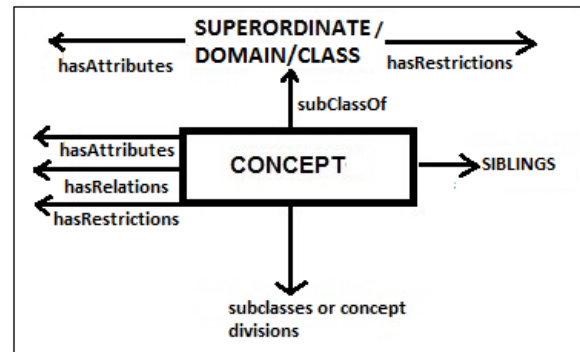 SUPERORDINATE /
DOMAIN/CLASS
hasAttributes
hasRestrictions
subClassOf
hasAttributes
hasRelations
hasRestrictions
CONCEPT
SIBLINGS
subclasses or concept
divisions